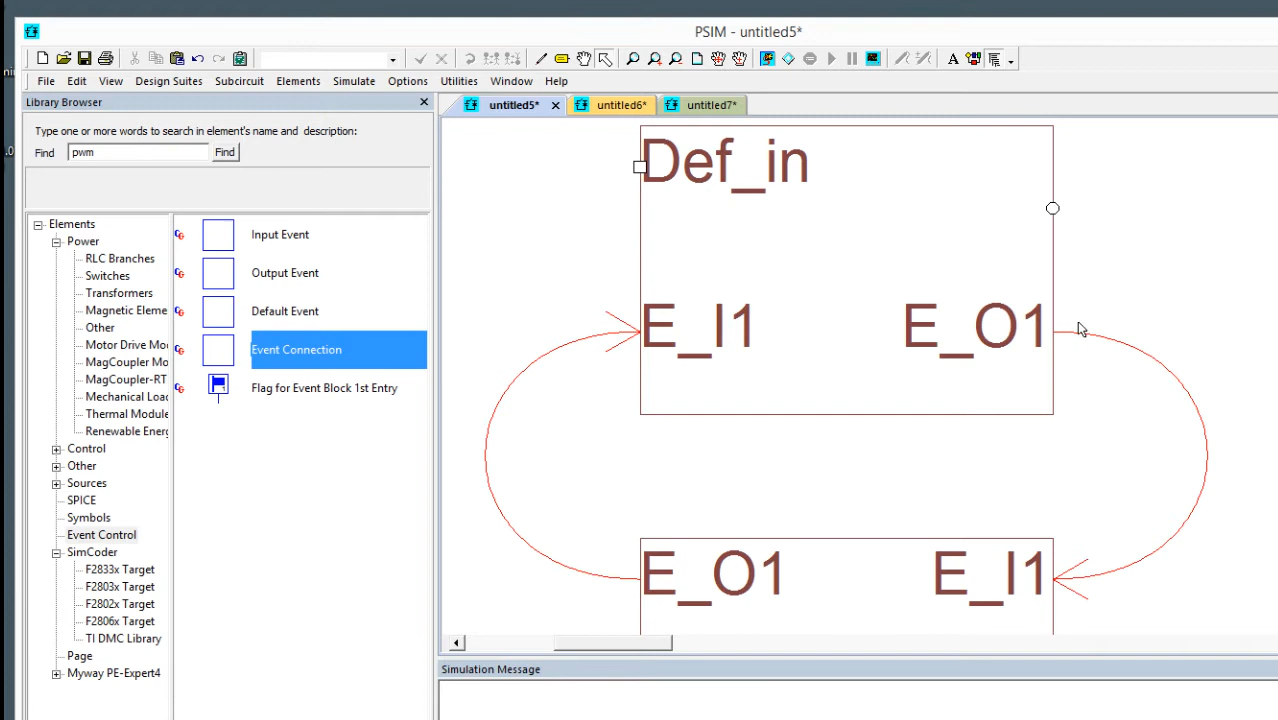 PSIM - untitled5*
File Edit View Design Suites Subcircuit Elements Simulate Options Utilities Window Help
Library Browser
Type one or more words to search in element's name and description:
Find pwm Find
Elements
Power
RLC Branches
Switches
Transformers
Magnetic Eleme
Other
Motor Drive Mo
MagCoupler Mo
MagCoupler-RT
Mechanical Load
Thermal Module
Renewable Energ
Control
Other
Sources
SPICE
Symbols
Event Control
SimCoder
F2833x Target
F2803x Target
F2802x Target
F2806x Target
TI DMC Library
Page
Myway PE-Expert4
Input Event
Output Event
Default Event
Event Connection
Flag for Event Block 1st Entry
untitled5* untitled6* untitled7*
Def_in
E_I1 E_O1
E_O1 E_I1
Simulation Message